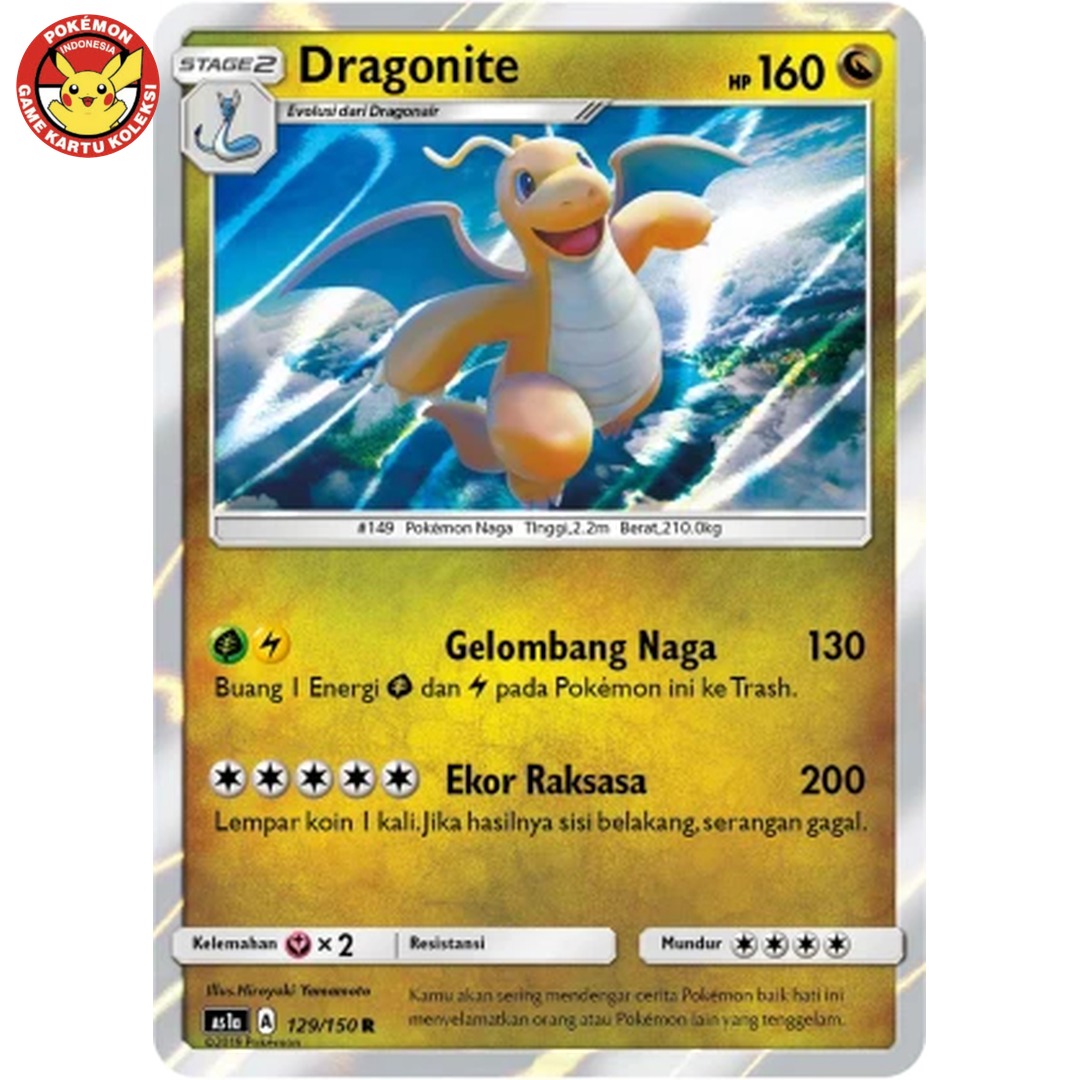 POKÉMON
INDONESIA
GAME KARTU KOLEKSI
STAGE2
Dragonite
HP 160
Evolusi dari Dragonair
#149 Pokémon Naga Tinggi.2.2m Berat.210.0kg
Gelombang Naga 130
Buang 1 Energi dan pada Pokémon ini ke Trash.
Ekor Raksasa 200
Lempar koin 1 kali.Jika hasilnya sisi belakang, serangan gagal.
Kelemahan ×2 Resistansi Mundur
Illus.Hiroyuki Yamamoto
Kamu akan sering mendengar cerita Pokémon baik hati ini
menyelamatkan orang atau Pokémon lain yang tenggelam.
AS1a A 129/150 R
©2019 Pokémon